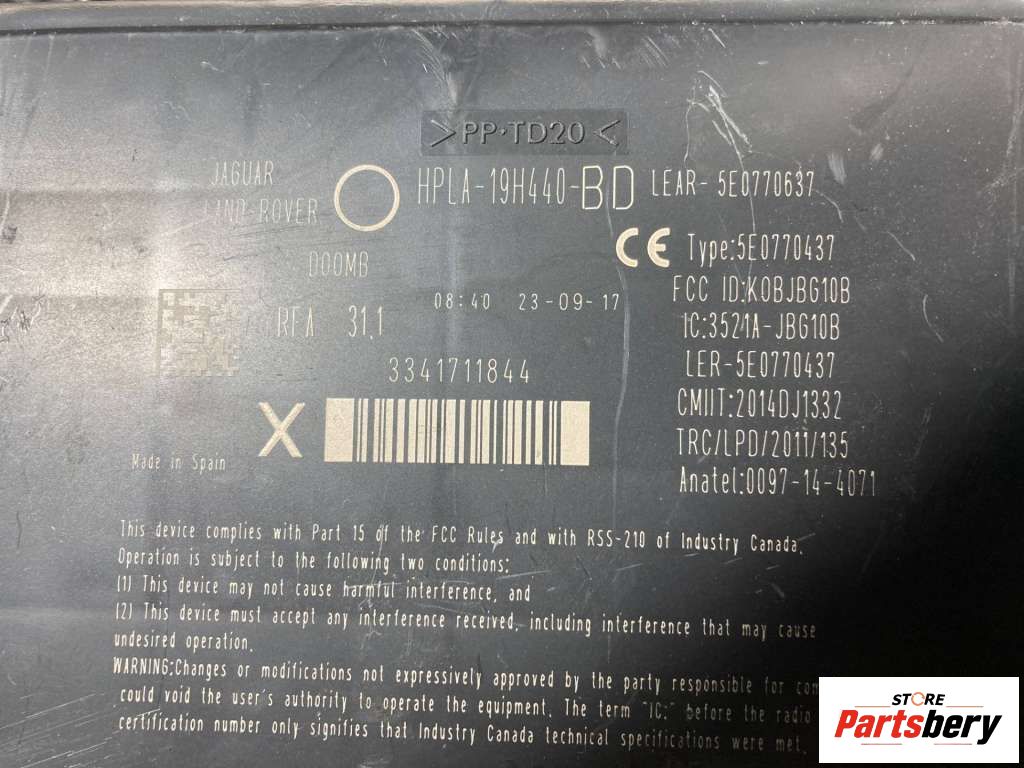 >PP•TD20<
JAGUAR
LAND-ROVER
HPLA-19H440-BD LEAR- 5E0770637
CE Type:5E0770437
D00MB
FCC ID:KOBJBG10B
08:40 23-09-17
RFA 31,1
IC:3521A-JBG10B
LER-5E0770437
3341711844
CMIIT:2014DJ1332
X
TRC/LPD/2011/135
Made in Spain
Anatel:0097-14-4071
This device complies with Part 15 of the FCC Rules and with RSS-210 of Industry Canada.
Operation is subject to the following two conditions:
(1) This device may not cause harmful interference, and
(2) This device must accept any interference received, including interference that may cause
undesired operation.
WARNING:Changes or modifications not expressively approved by the party responsible for com
could void the user's authority to operate the equipment. The term "IC:" before the radio
certification number only signifies that Industry Canada technical specifications were met.
STORE
Partsbery